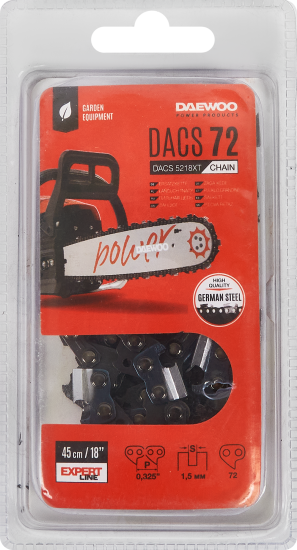 GARDEN
EQUIPMENT
DAEWOO
POWER PRODUCTS
DACS 72
DACS 5218XT CHAIN
power
DAEWOO
HIGH
QUALITY
GERMAN STEEL
45 cm / 18"
EXPERT
LINE
P
0,325"
S
1,5 мм
72